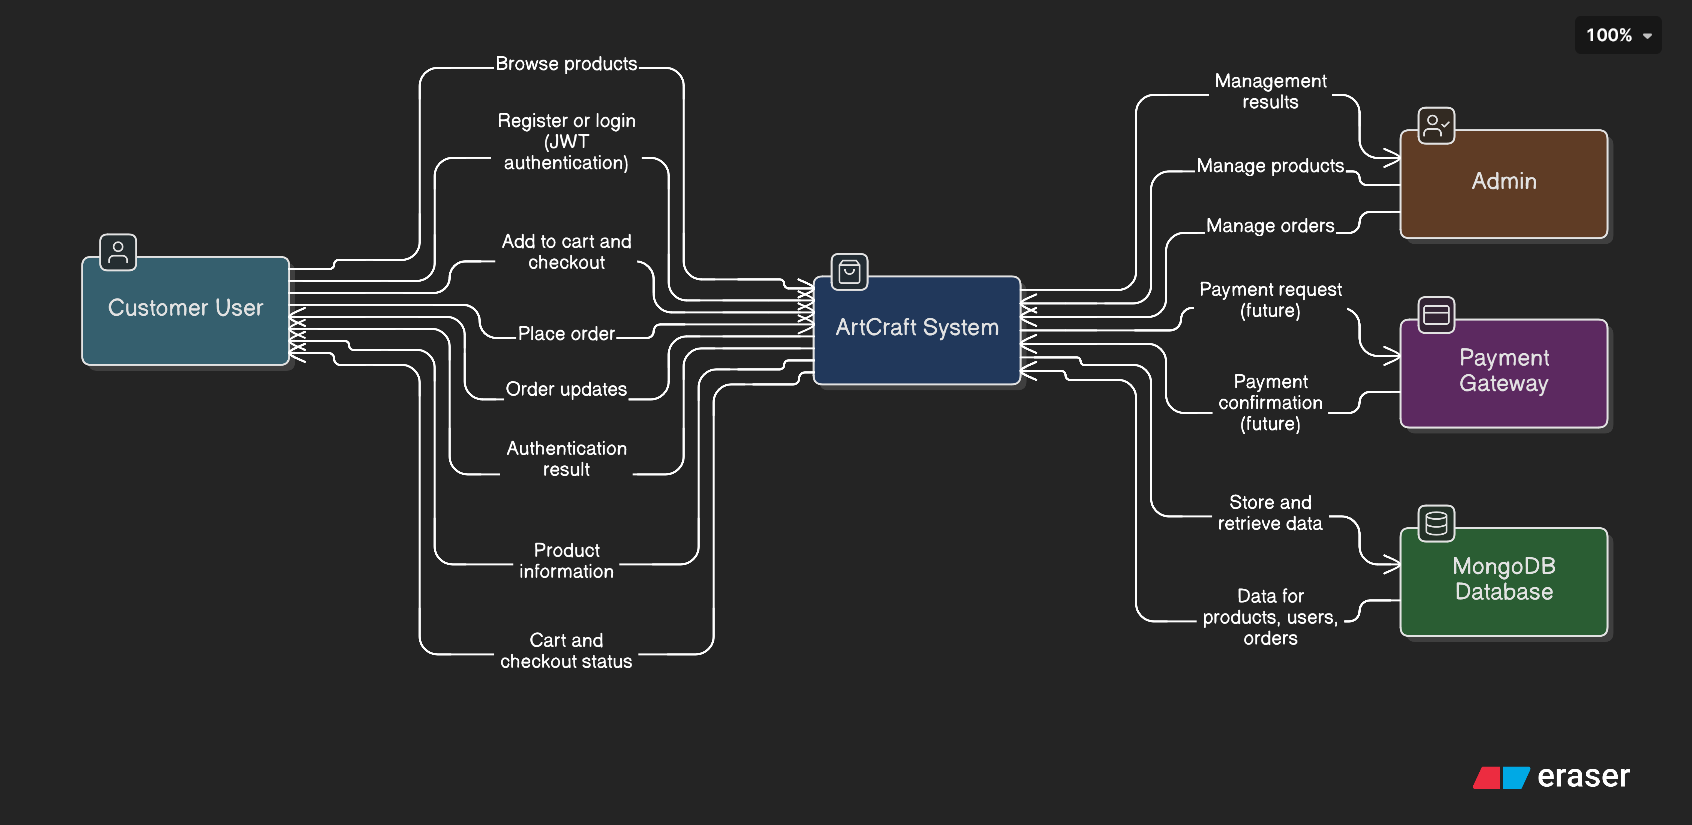 100%
Browse products
Register or login
(JWT
authentication)
Add to cart and
checkout
Place order
Order updates
Authentication
result
Product
information
Cart and
checkout status
Customer User
ArtCraft System
Management
results
Manage products
Manage orders
Payment request
(future)
Payment
confirmation
(future)
Store and
retrieve data
Data for
products, users,
orders
Admin
Payment
Gateway
MongoDB
Database
eraser